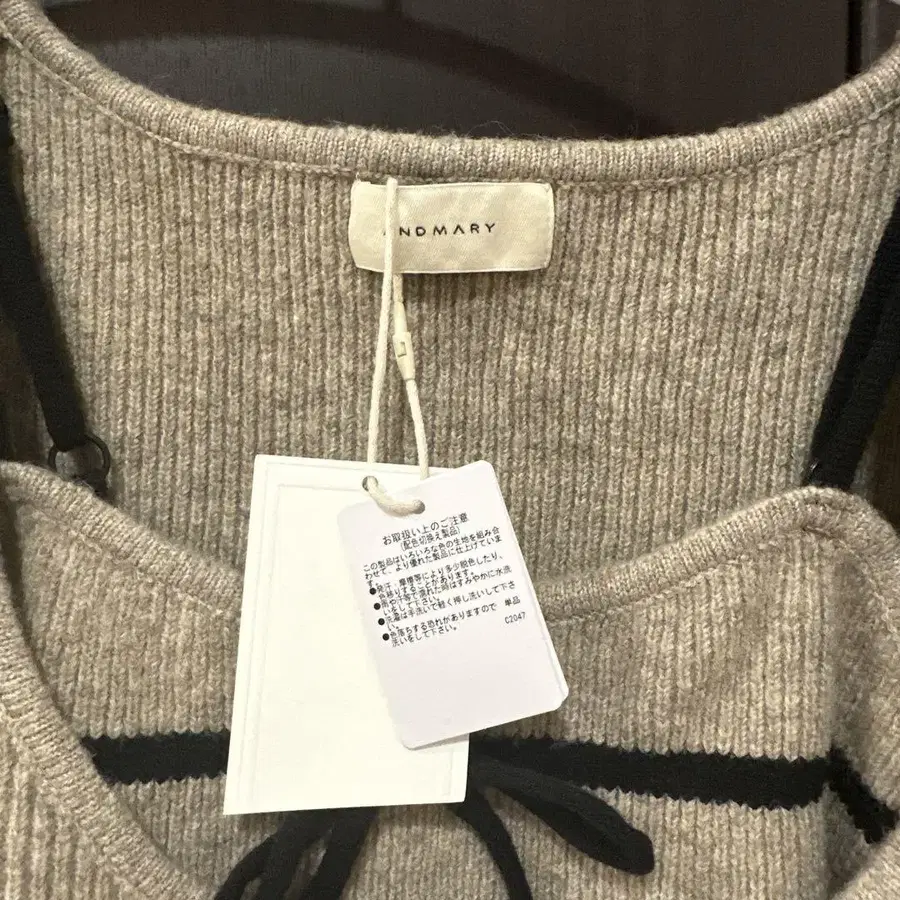 ANDMARY
お取扱い上のご注意
(配色切換え製品)
この製品はいろいろな色の生地を組み合
わせて、より優れた製品に仕上げていま
す。
●発汗・摩擦等により多少脱色したり、
色移りすることがあります。
●雨や汗等で濡れた時はすみやかに水洗
いをして下さい。
●洗濯は手洗いで軽く押し洗いして下さ
い。
●色落ちする恐れがありますので 単品
洗いをして下さい。
C2047